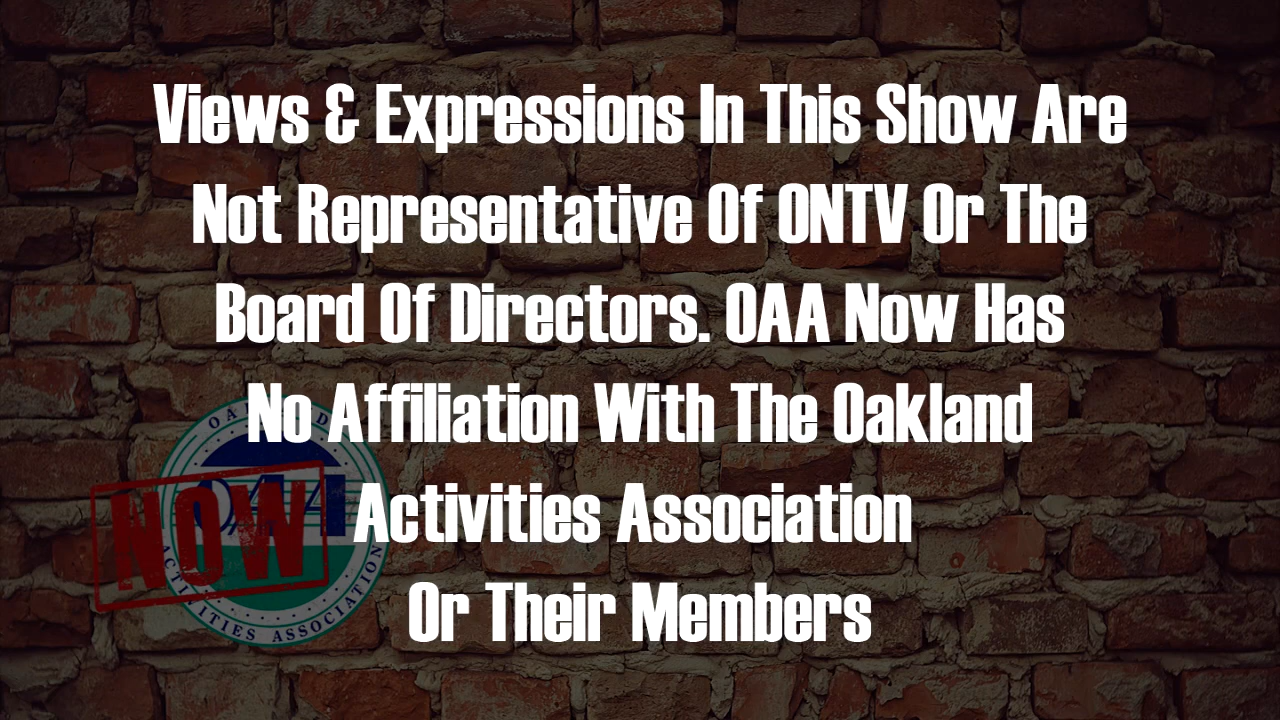 Views & Expressions In This Show Are
Not Representative Of ONTV Or The
Board Of Directors. OAA Now Has
No Affiliation With The Oakland
Activities Association
Or Their Members
OAA
NOW
ACTIVITIES ASSOCIATION